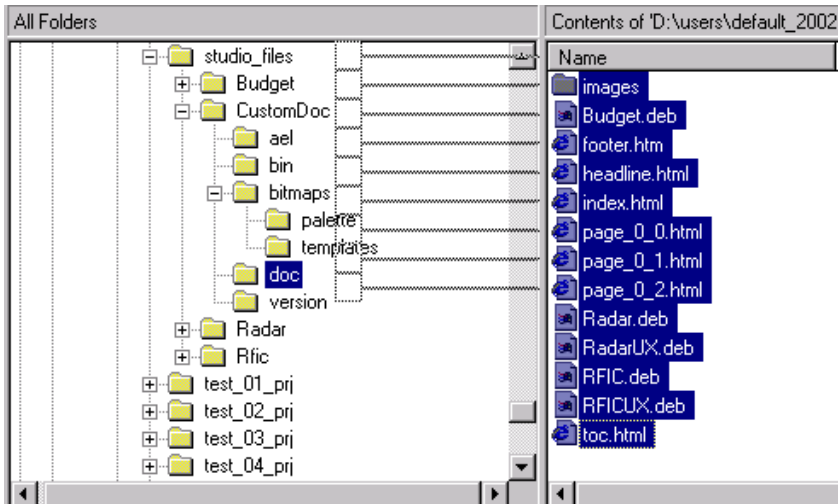 All Folders
studio_files
Budget
CustomDoc
ael
bin
bitmaps
palette
templates
doc
version
Radar
Rfic
test_01_prj
test_02_prj
test_03_prj
test_04_prj
Contents of 'D:\users\default_2002
Name
images
Budget.deb
footer.htm
headline.html
index.html
page_0_0.html
page_0_1.html
page_0_2.html
Radar.deb
RadarUX.deb
RFIC.deb
RFICUX.deb
toc.html